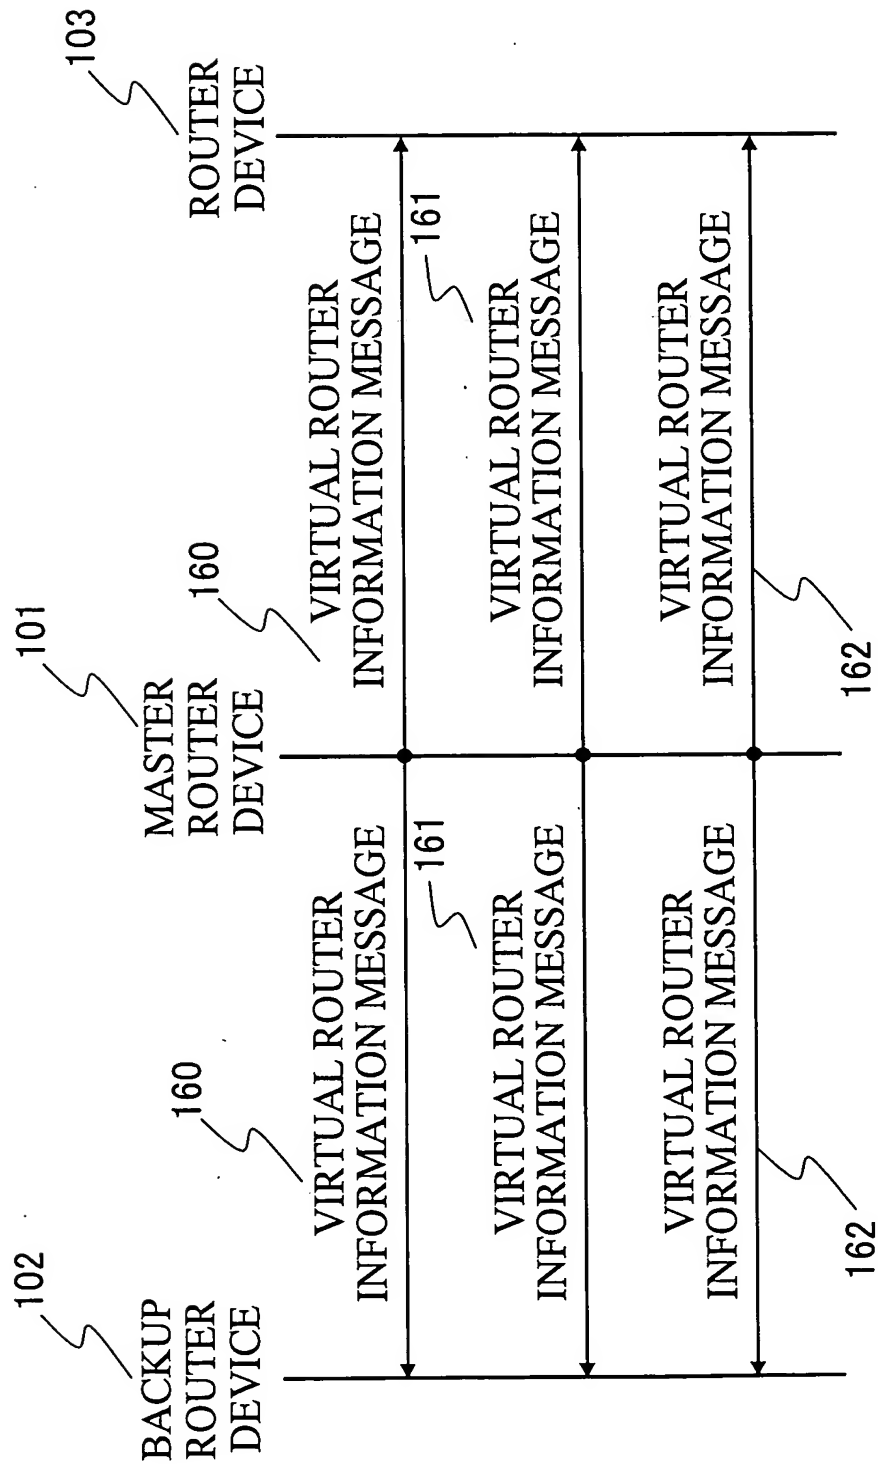 102
BACKUP
ROUTER
DEVICE
101
MASTER
ROUTER
DEVICE
103
ROUTER
DEVICE
160
VIRTUAL ROUTER
INFORMATION MESSAGE
160
VIRTUAL ROUTER
INFORMATION MESSAGE
161
VIRTUAL ROUTER
INFORMATION MESSAGE
161
VIRTUAL ROUTER
INFORMATION MESSAGE
VIRTUAL ROUTER
INFORMATION MESSAGE
162
VIRTUAL ROUTER
INFORMATION MESSAGE
162